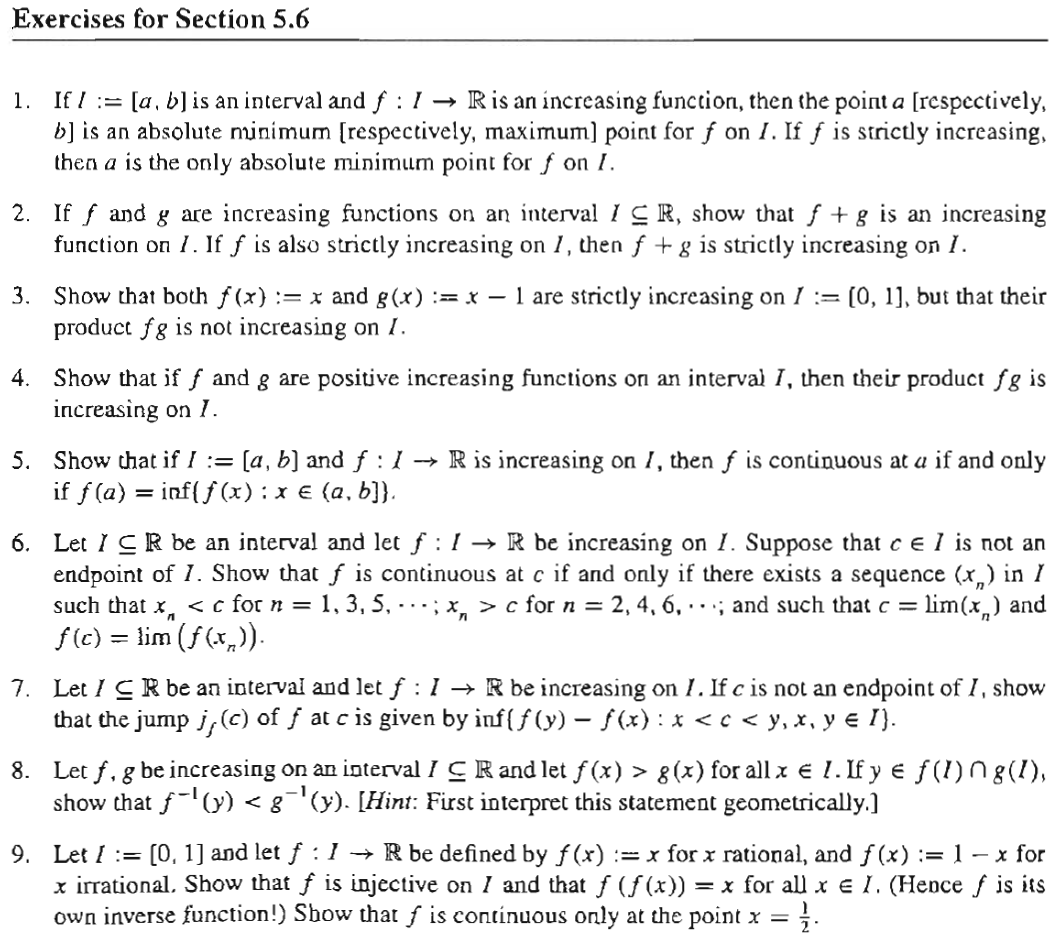 Exercises for Section 5.6
1. If I := [a, b] is an interval and f : I → ℝ is an increasing function, then the point a [respectively,
b] is an absolute minimum [respectively, maximum] point for f on I. If f is strictly increasing,
then a is the only absolute minimum point for f on I.
2. If f and g are increasing functions on an interval I ⊆ ℝ, show that f + g is an increasing
function on I. If f is also strictly increasing on I, then f + g is strictly increasing on I.
3. Show that both f(x) := x and g(x) := x − 1 are strictly increasing on I := [0, 1], but that their
product fg is not increasing on I.
4. Show that if f and g are positive increasing functions on an interval I, then their product fg is
increasing on I.
5. Show that if I := [a, b] and f : I → ℝ is increasing on I, then f is continuous at a if and only
if f(a) = inf{f(x) : x ∈ (a, b]}.
6. Let I ⊆ ℝ be an interval and let f : I → ℝ be increasing on I. Suppose that c ∈ I is not an
endpoint of I. Show that f is continuous at c if and only if there exists a sequence (xₙ) in I
such that xₙ < c for n = 1, 3, 5, ···; xₙ > c for n = 2, 4, 6, ···; and such that c = lim(xₙ) and
f(c) = lim (f(xₙ)).
7. Let I ⊆ ℝ be an interval and let f : I → ℝ be increasing on I. If c is not an endpoint of I, show
that the jump j_f(c) of f at c is given by inf{f(y) − f(x) : x < c < y, x, y ∈ I}.
8. Let f, g be increasing on an interval I ⊆ ℝ and let f(x) > g(x) for all x ∈ I. If y ∈ f(I) ∩ g(I),
show that f⁻¹(y) < g⁻¹(y). [Hint: First interpret this statement geometrically.]
9. Let I := [0, 1] and let f : I → ℝ be defined by f(x) := x for x rational, and f(x) := 1 − x for
x irrational. Show that f is injective on I and that f(f(x)) = x for all x ∈ I. (Hence f is its
own inverse function!) Show that f is continuous only at the point x = ½.